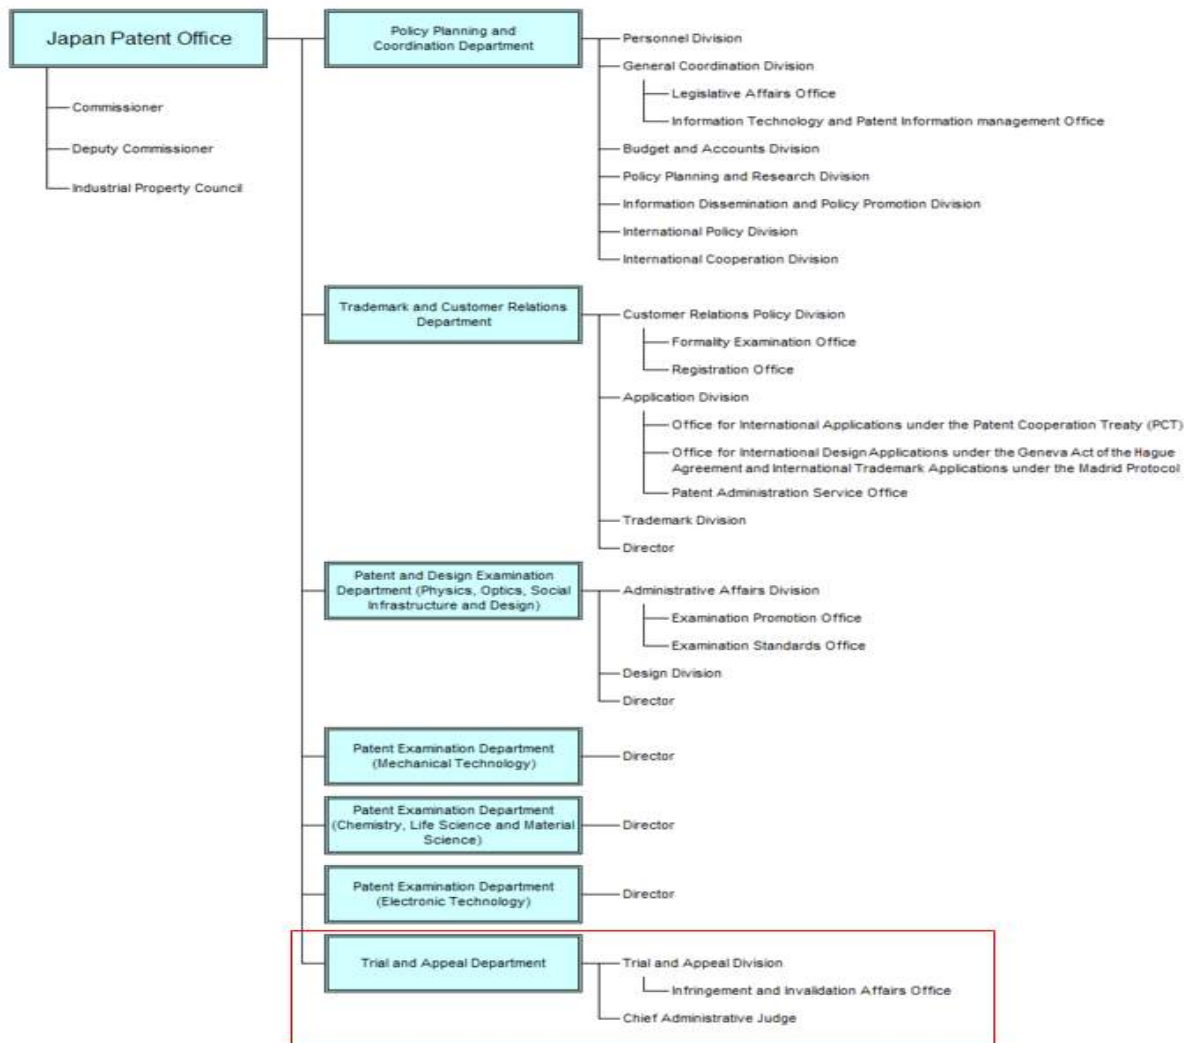 Japan Patent Office
Commissioner
Deputy Commissioner
Industrial Property Council
Policy Planning and
Coordination Department
Personnel Division
General Coordination Division
Legislative Affairs Office
Information Technology and Patent Information management Office
Budget and Accounts Division
Policy Planning and Research Division
Information Dissemination and Policy Promotion Division
International Policy Division
International Cooperation Division
Trademark and Customer Relations
Department
Customer Relations Policy Division
Formality Examination Office
Registration Office
Application Division
Office for International Applications under the Patent Cooperation Treaty (PCT)
Office for International Design Applications under the Geneva Act of the Hague
Agreement and International Trademark Applications under the Madrid Protocol
Patent Administration Service Office
Trademark Division
Director
Patent and Design Examination
Department (Physics, Optics, Social
Infrastructure and Design)
Administrative Affairs Division
Examination Promotion Office
Examination Standards Office
Design Division
Director
Patent Examination Department
(Mechanical Technology)
Director
Patent Examination Department
(Chemistry, Life Science and Material
Science)
Director
Patent Examination Department
(Electronic Technology)
Director
Trial and Appeal Department
Trial and Appeal Division
Infringement and Invalidation Affairs Office
Chief Administrative Judge